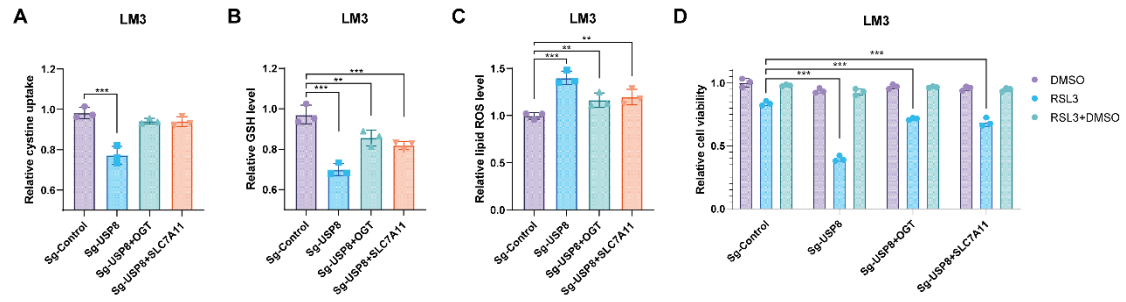 A
LM3
Relative cystine uptake
1.2
1.0
0.8
0.6
***
Sg-Control
Sg-USP8
Sg-USP8+OGT
Sg-USP8+SLC7A11
B
LM3
Relative GSH level
1.2
1.0
0.8
0.6
***
**
***
Sg-Control
Sg-USP8
Sg-USP8+OGT
Sg-USP8+SLC7A11
C
LM3
Relative lipid ROS level
1.5
1.0
0.5
0.0
**
**
***
Sg-Control
Sg-USP8
Sg-USP8+OGT
Sg-USP8+SLC7A11
D
LM3
Relative cell viability
1.0
0.5
0.0
***
***
***
Sg-Control
Sg-USP8
Sg-USP8+OGT
Sg-USP8+SLC7A11
DMSO
RSL3
RSL3+DMSO